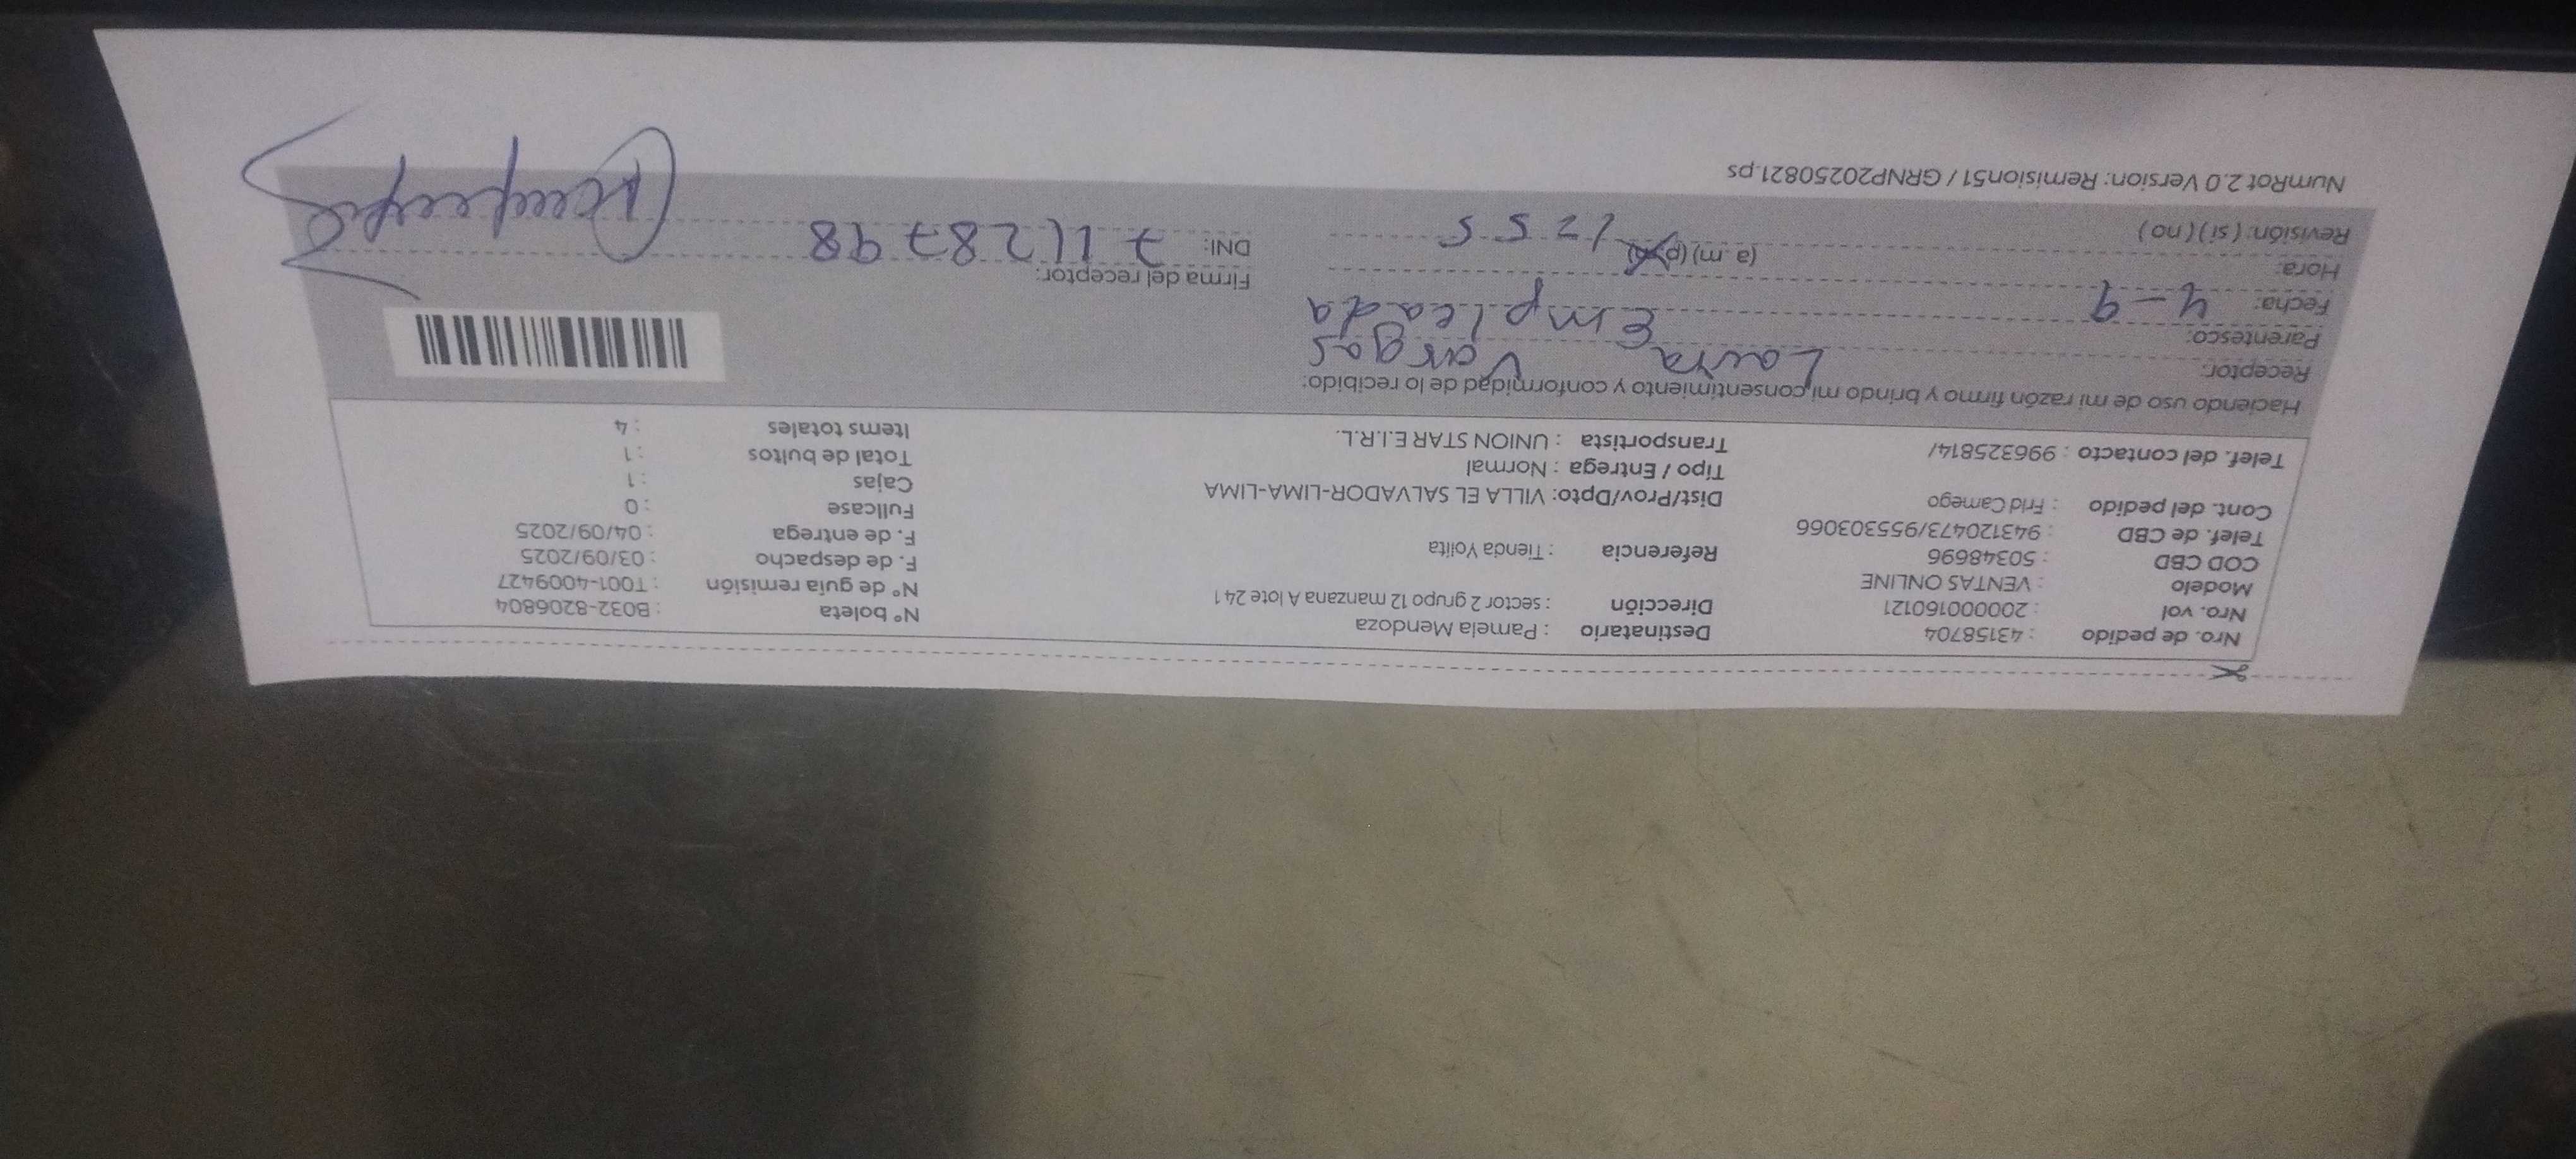 Nro. de pedido : 43158704
Nro. vol : 20000160121
Modelo : VENTAS ONLINE
COD CBD : 50348696
Telef. de CBD : 943120473/955303066
Cont. del pedido : Frid Camego
Telef. del contacto : 996325814/
Destinatario : Pamela Mendoza
Dirección : sector 2 grupo 12 manzana A lote 24 1
Referencia : Tienda Yolita
Dist/Prov/Dpto: VILLA EL SALVADOR-LIMA-LIMA
Tipo / Entrega : Normal
Transportista : UNION STAR E.I.R.L.
N° boleta : B032-8206804
N° de guía remisión : T001-4009427
F. de despacho : 03/09/2025
F. de entrega : 04/09/2025
Fullcase : 0
Cajas : 1
Total de bultos : 1
Items totales : 4
Haciendo uso de mi razón firmo y brindo mi consentimiento y conformidad de lo recibido:
Receptor: Laura Vargas
Parentesco: Empleada
Fecha: 4-9
Hora: (a. m) (p. m) 1255
Revisión: ( si ) ( no )
Firma del receptor:
DNI:
NumRot 2.0 Version: Remision51 / GRNP20250821.ps